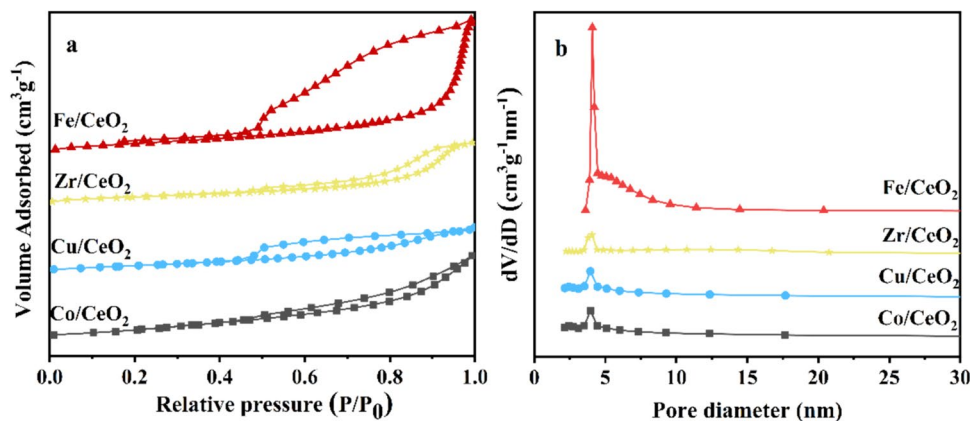 a
Fe/CeO₂
Zr/CeO₂
Cu/CeO₂
Co/CeO₂
Volume Adsorbed (cm³g⁻¹)
0.0 0.2 0.4 0.6 0.8 1.0
Relative pressure (P/P₀)
b
Fe/CeO₂
Zr/CeO₂
Cu/CeO₂
Co/CeO₂
dV/dD (cm³g⁻¹nm⁻¹)
0 5 10 15 20 25 30
Pore diameter (nm)